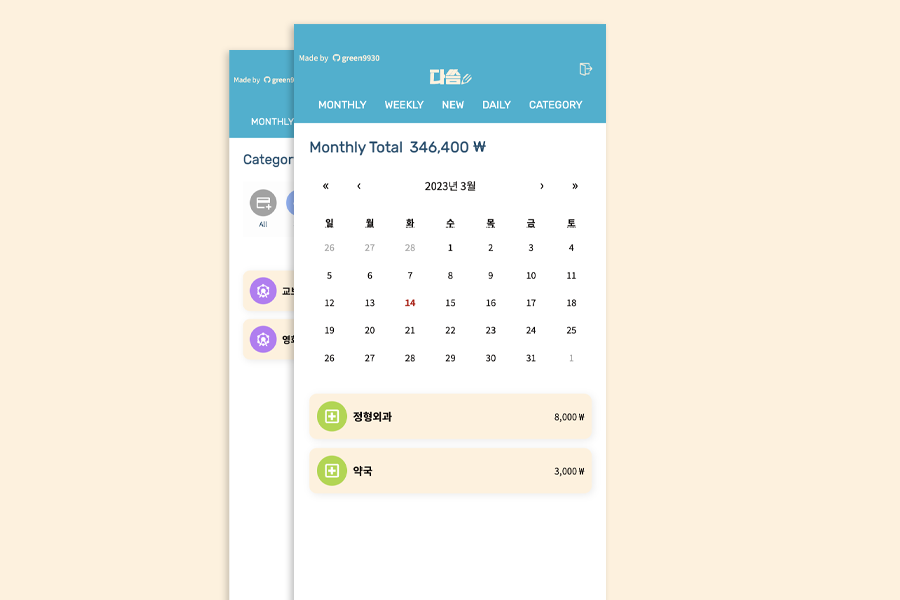 Made by green9930
다씀
MONTHLY WEEKLY NEW DAILY CATEGORY
Monthly Total 346,400 ₩
« ‹ 2023년 3월 › »
일 월 화 수 목 금 토
26 27 28 1 2 3 4
5 6 7 8 9 10 11
12 13 14 15 16 17 18
19 20 21 22 23 24 25
26 27 28 29 30 31 1
정형외과 8,000 ₩
약국 3,000 ₩
Made by green9
MONTHLY
Categor
All